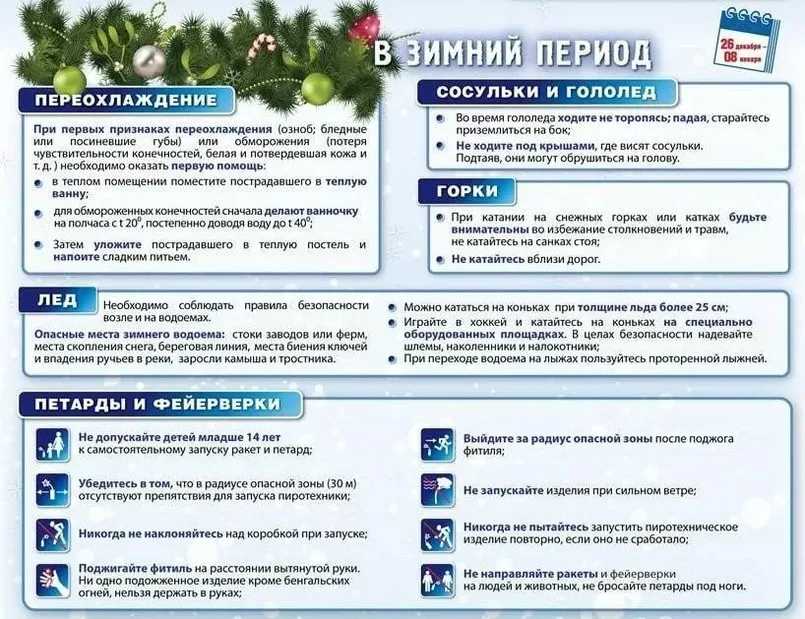 В ЗИМНИЙ ПЕРИОД
26 декабря –
08 января
ПЕРЕОХЛАЖДЕНИЕ
При первых признаках переохлаждения (озноб; бледные
или посиневшие губы) или обморожения (потеря
чувствительности конечностей, белая и потвердевшая кожа и
т. д. ) необходимо оказать первую помощь:
в теплом помещении поместите пострадавшего в теплую
ванну;
для обмороженных конечностей сначала делают ванночку
на полчаса с t 20⁰, постепенно доводя воду до t 40⁰;
Затем уложите пострадавшего в теплую постель и
напоите сладким питьем.
СОСУЛЬКИ И ГОЛОЛЕД
Во время гололеда ходите не торопясь; падая, старайтесь
приземлиться на бок;
Не ходите под крышами, где висят сосульки.
Подтаяв, они могут обрушиться на голову.
ГОРКИ
При катании на снежных горках или катках будьте
внимательны во избежание столкновений и травм,
не катайтесь на санках стоя;
Не катайтесь вблизи дорог.
ЛЕД
Необходимо соблюдать правила безопасности
возле и на водоемах.
Опасные места зимнего водоема: стоки заводов или ферм,
места скопления снега, береговая линия, места биения ключей
и впадения ручьев в реки, заросли камыша и тростника.
Можно кататься на коньках при толщине льда более 25 см;
Играйте в хоккей и катайтесь на коньках на специально
оборудованных площадках. В целях безопасности надевайте
шлемы, наколенники и налокотники;
При переходе водоема на лыжах пользуйтесь проторенной лыжней.
ПЕТАРДЫ И ФЕЙЕРВЕРКИ
Не допускайте детей младше 14 лет
к самостоятельному запуску ракет и петард;
Убедитесь в том, что в радиусе опасной зоны (30 м)
отсутствуют препятствия для запуска пиротехники;
Никогда не наклоняйтесь над коробкой при запуске;
Поджигайте фитиль на расстоянии вытянутой руки.
Ни одно подожженное изделие кроме бенгальских
огней, нельзя держать в руках;
Выйдите за радиус опасной зоны после поджога
фитиля;
Не запускайте изделия при сильном ветре;
Никогда не пытайтесь запустить пиротехническое
изделие повторно, если оно не сработало;
Не направляйте ракеты и фейерверки
на людей и животных, не бросайте петарды под ноги.